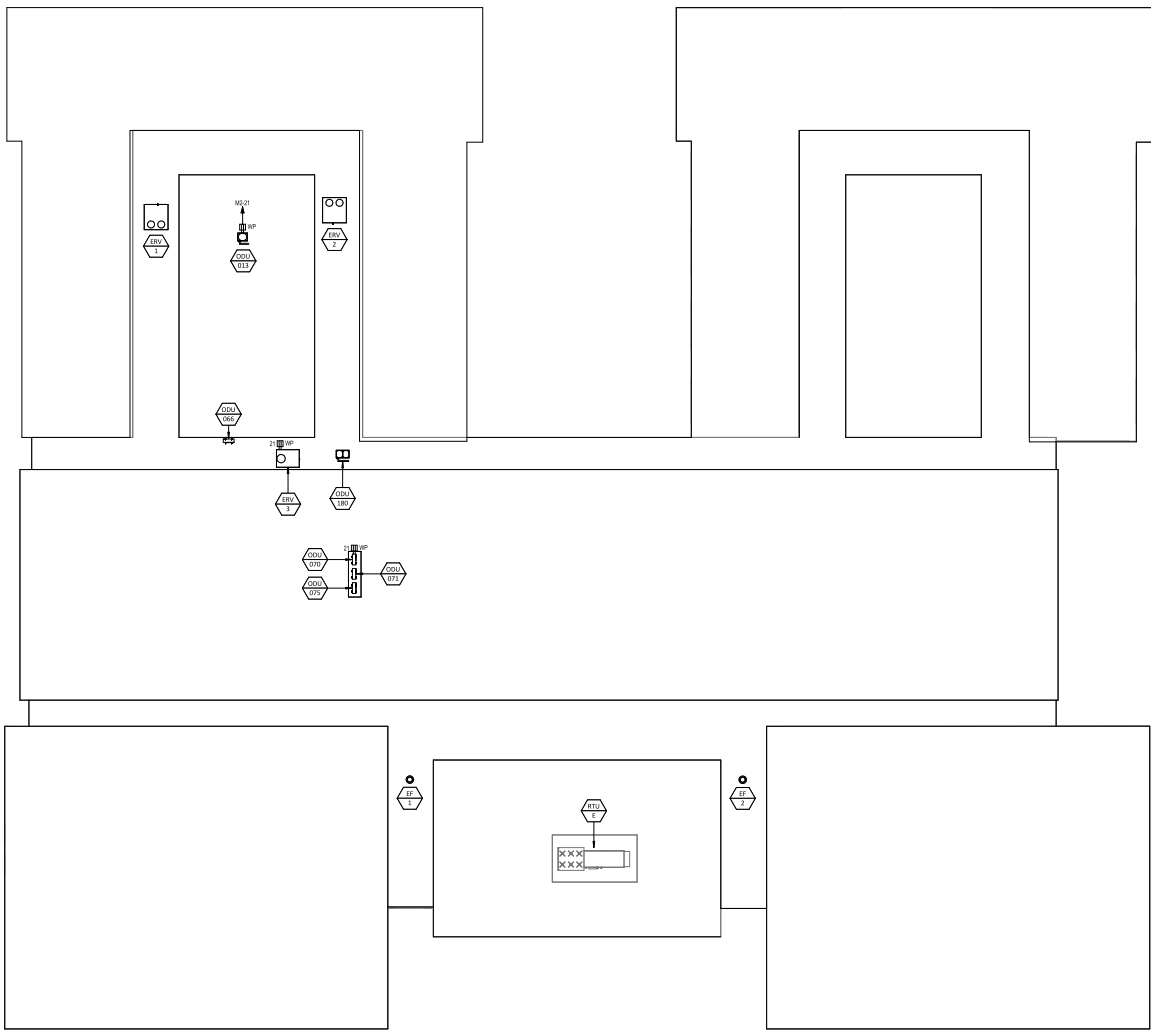 M2-21
WP
ERV
1
ERV
2
ODU
013
ODU
066
21 WP
ERV
3
ODU
180
21 WP
ODU
070
ODU
071
ODU
075
EF
1
EF
2
RTU
E